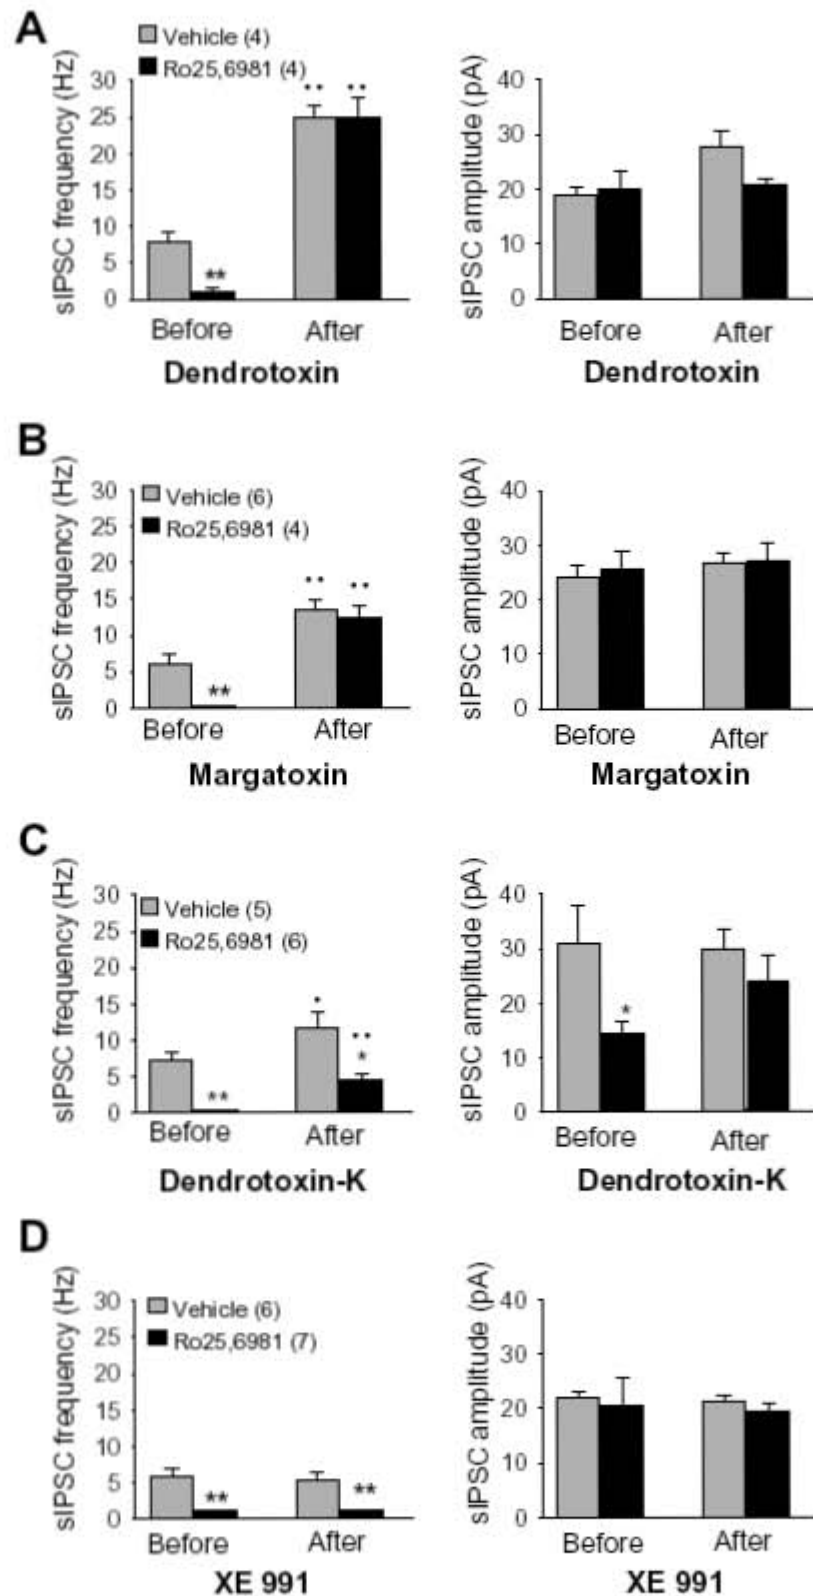 A
Vehicle (4)
Ro25,6981 (4)
sIPSC frequency (Hz)
30
25
20
15
10
5
0
**
••
••
Before
After
Dendrotoxin
sIPSC amplitude (pA)
40
30
20
10
0
Before
After
Dendrotoxin
B
Vehicle (6)
Ro25,6981 (4)
sIPSC frequency (Hz)
30
25
20
15
10
5
0
**
••
••
Before
After
Margatoxin
sIPSC amplitude (pA)
40
30
20
10
0
Before
After
Margatoxin
C
Vehicle (5)
Ro25,6981 (6)
sIPSC frequency (Hz)
30
25
20
15
10
5
0
**
•
••
*
Before
After
Dendrotoxin-K
sIPSC amplitude (pA)
40
30
20
10
0
*
Before
After
Dendrotoxin-K
D
Vehicle (6)
Ro25,6981 (7)
sIPSC frequency (Hz)
30
25
20
15
10
5
0
**
**
Before
After
XE 991
sIPSC amplitude (pA)
40
30
20
10
0
Before
After
XE 991